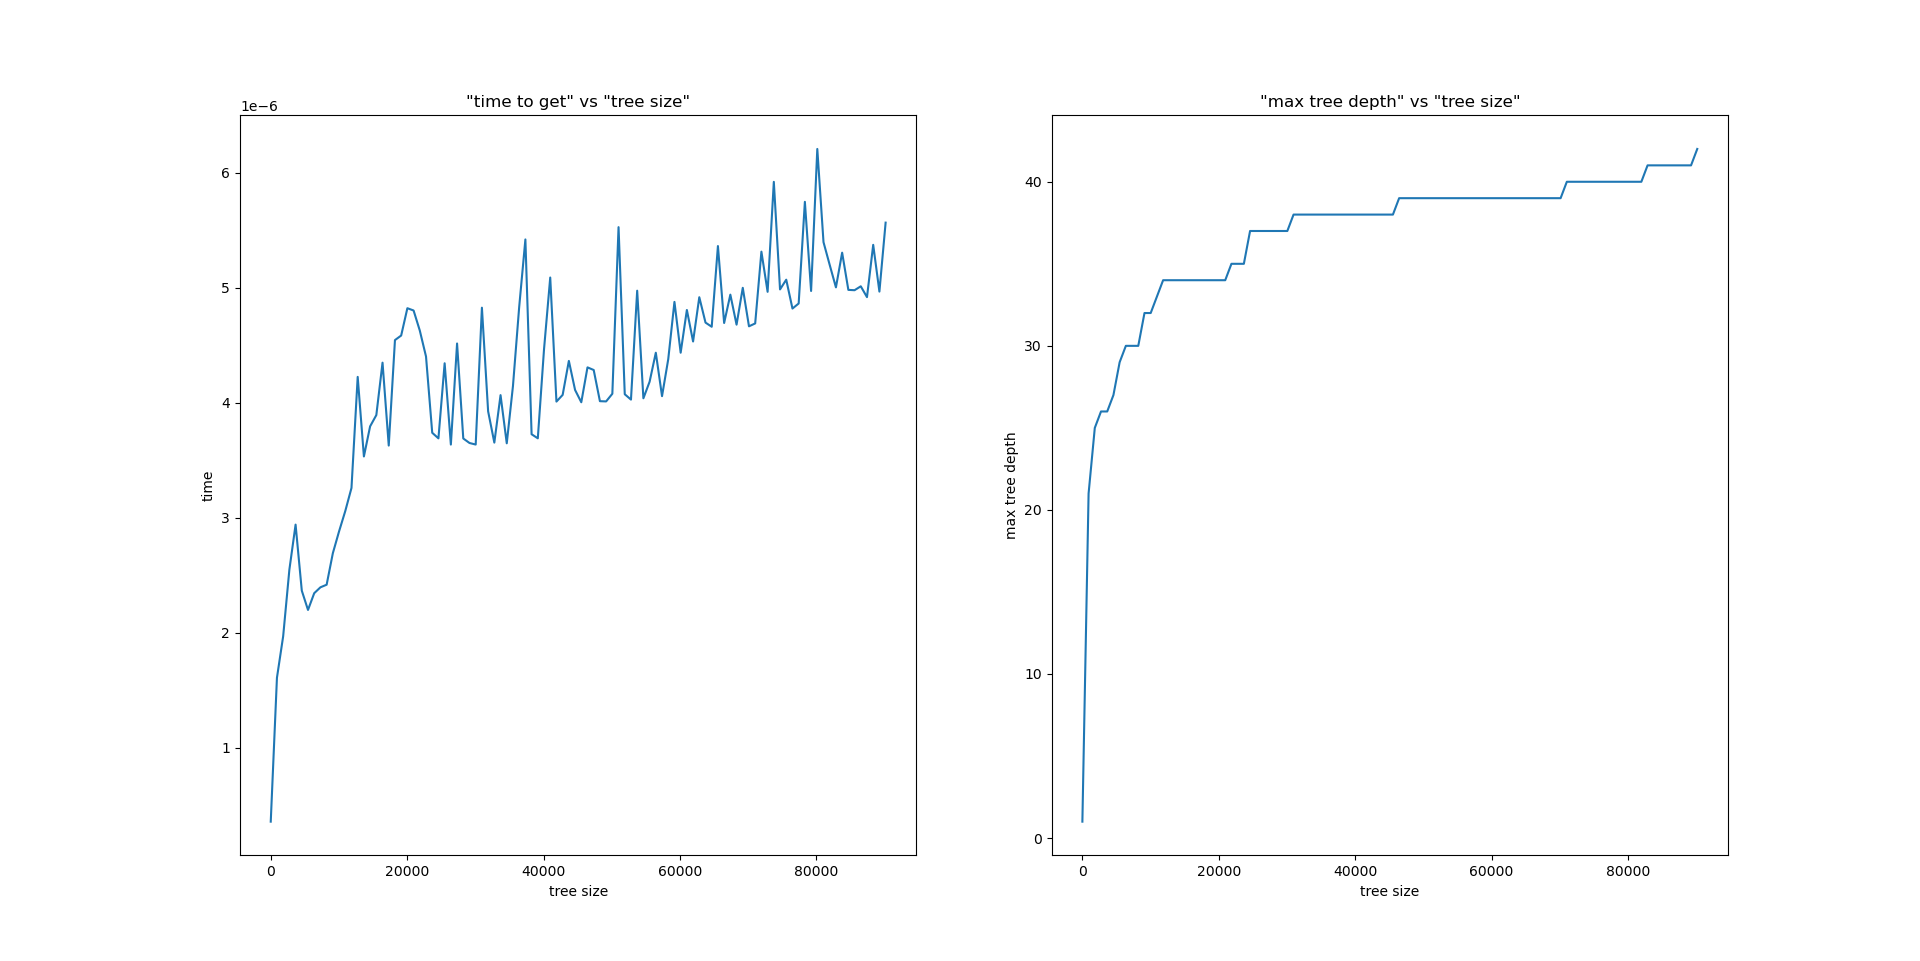 "time to get" vs "tree size"
1e−6
6
5
4
3
2
1
time
0 20000 40000 60000 80000
tree size
"max tree depth" vs "tree size"
40
30
20
10
0
max tree depth
0 20000 40000 60000 80000
tree size